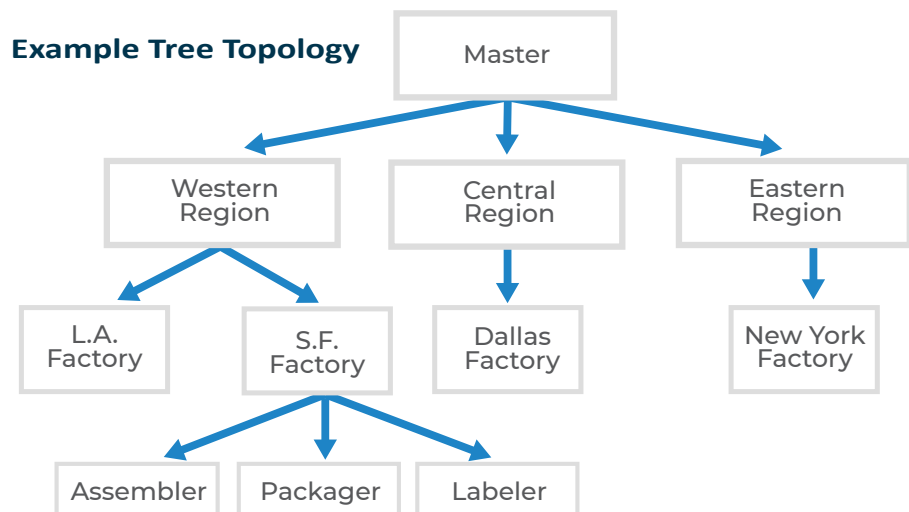 Example Tree Topology
Master
Western
Region
Central
Region
Eastern
Region
L.A.
Factory
S.F.
Factory
Dallas
Factory
New York
Factory
Assembler
Packager
Labeler